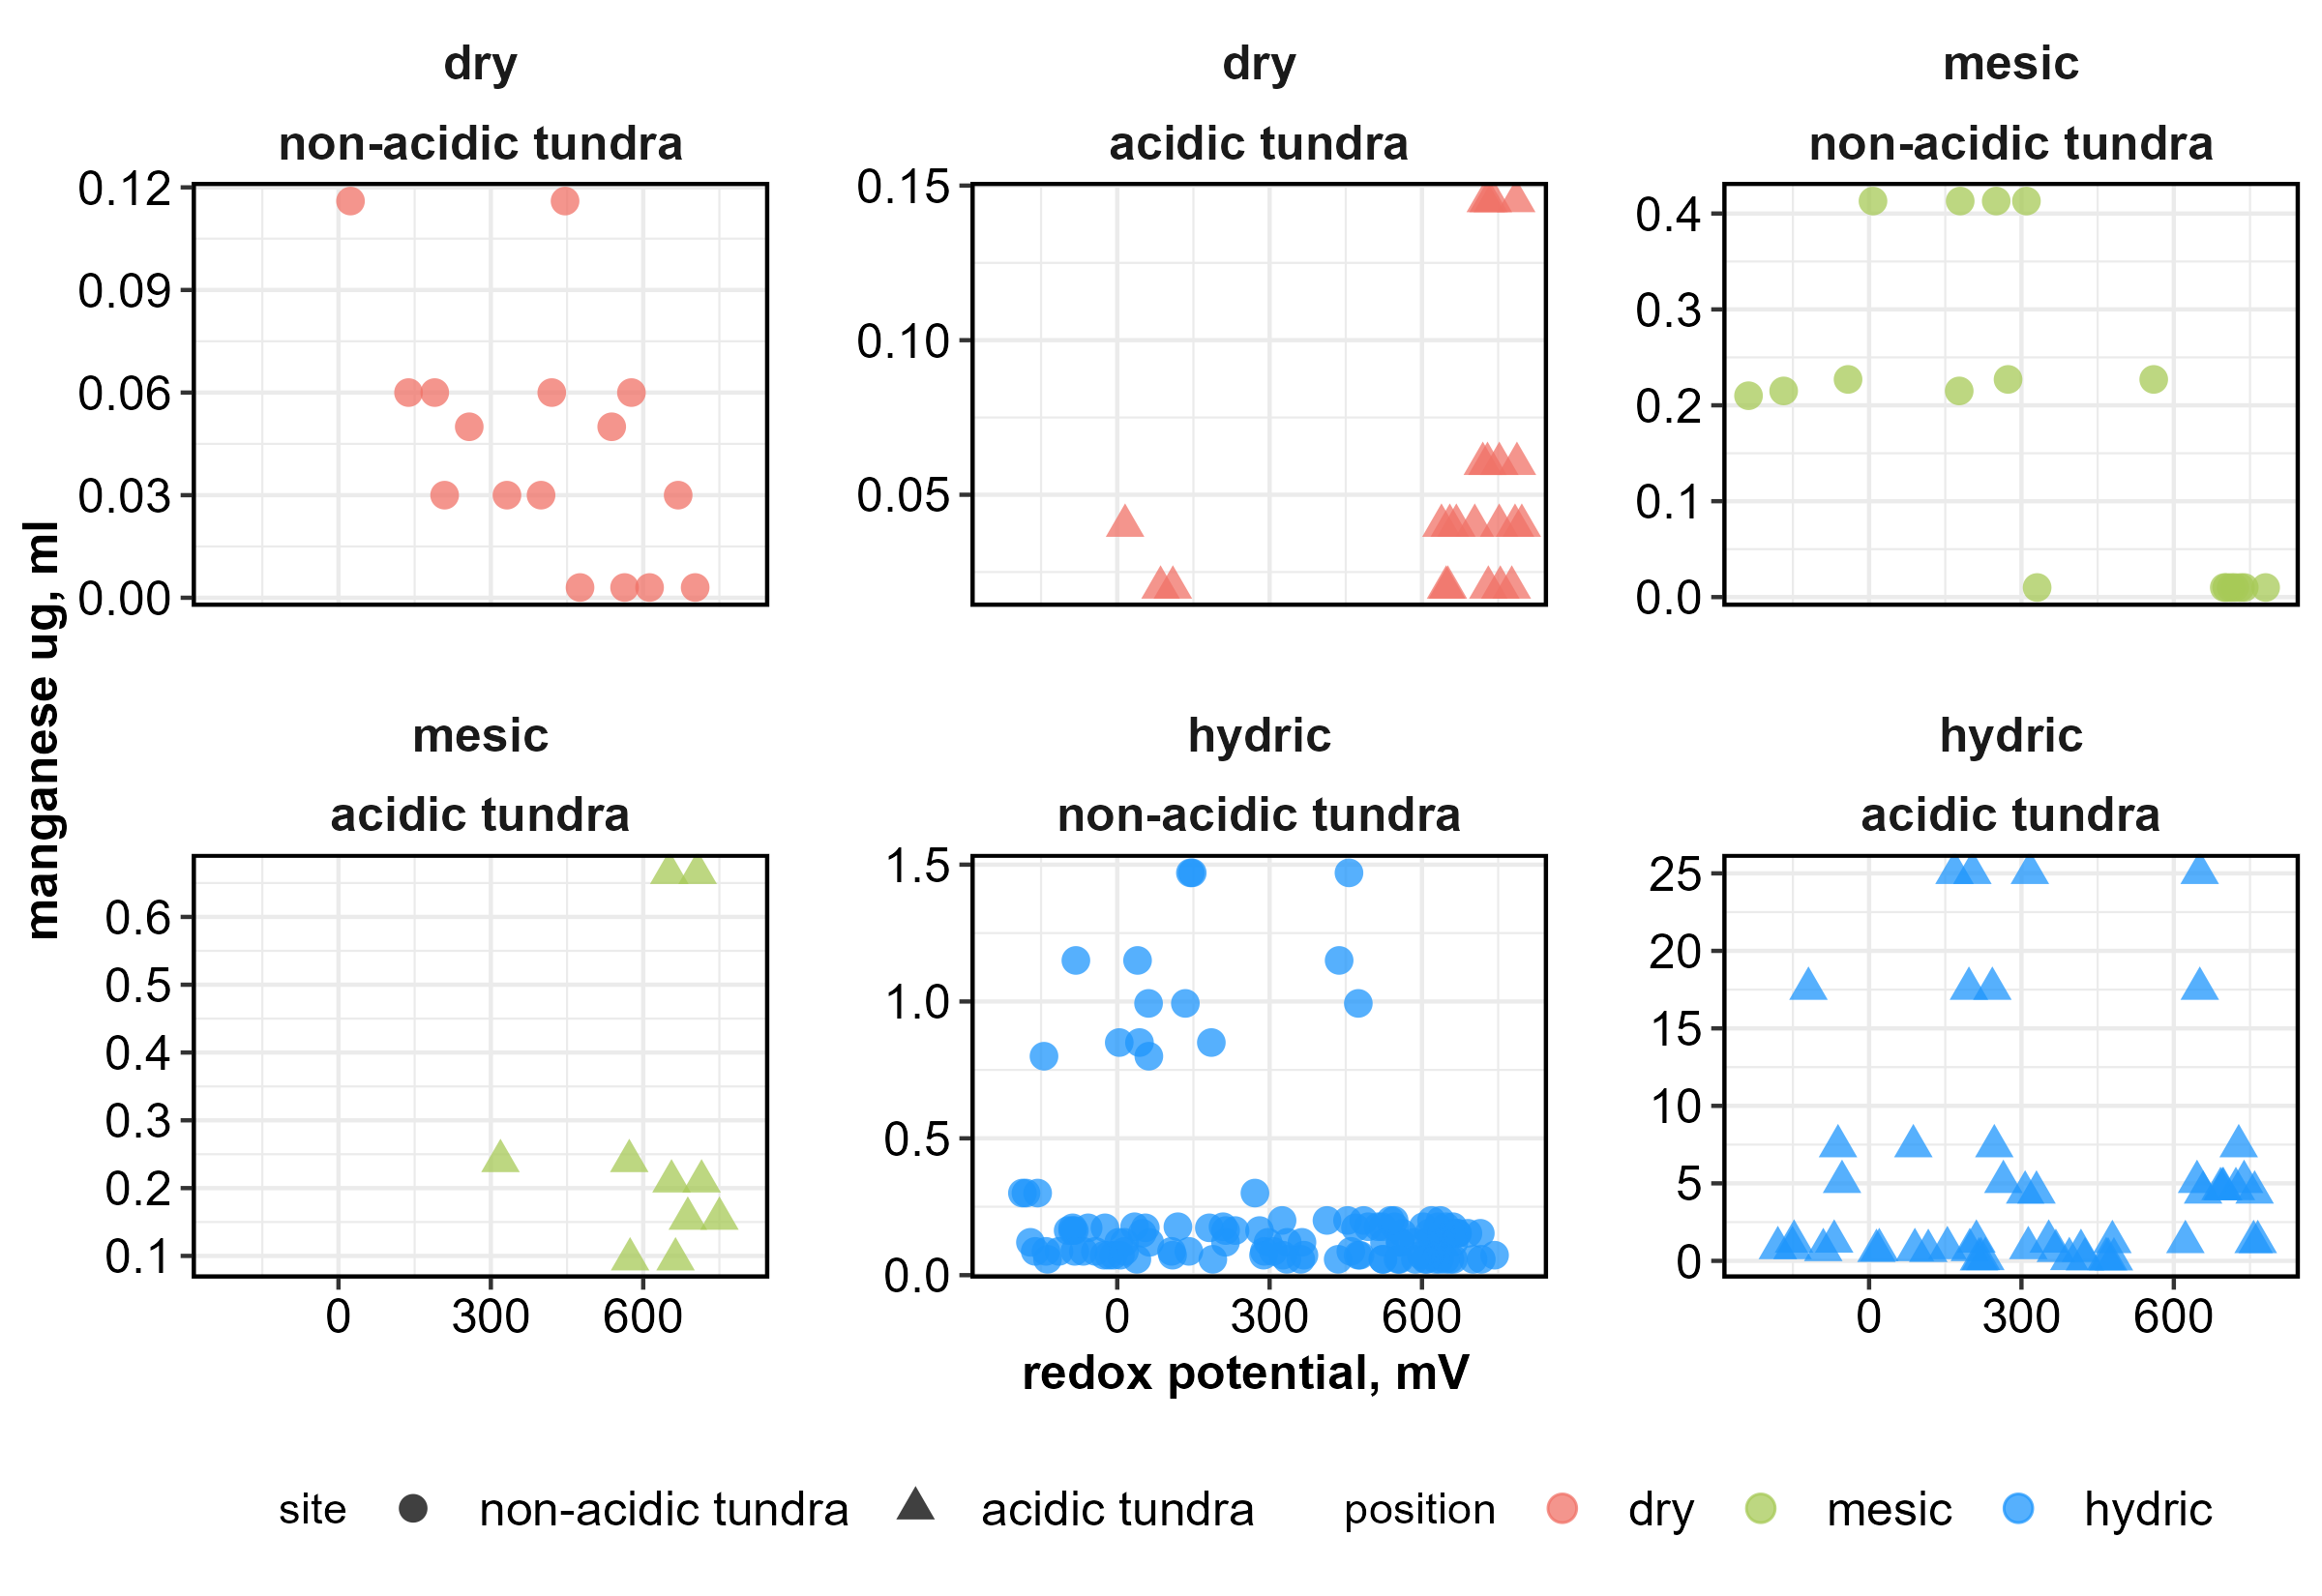 dry
non-acidic tundra
dry
acidic tundra
mesic
non-acidic tundra
0.12
0.09
0.06
0.03
0.00
0.15
0.10
0.05
0.4
0.3
0.2
0.1
0.0
manganese ug, ml
mesic
acidic tundra
hydric
non-acidic tundra
hydric
acidic tundra
0.6
0.5
0.4
0.3
0.2
0.1
1.5
1.0
0.5
0.0
25
20
15
10
5
0
0 300 600
0 300 600
0 300 600
redox potential, mV
site non-acidic tundra acidic tundra position dry mesic hydric